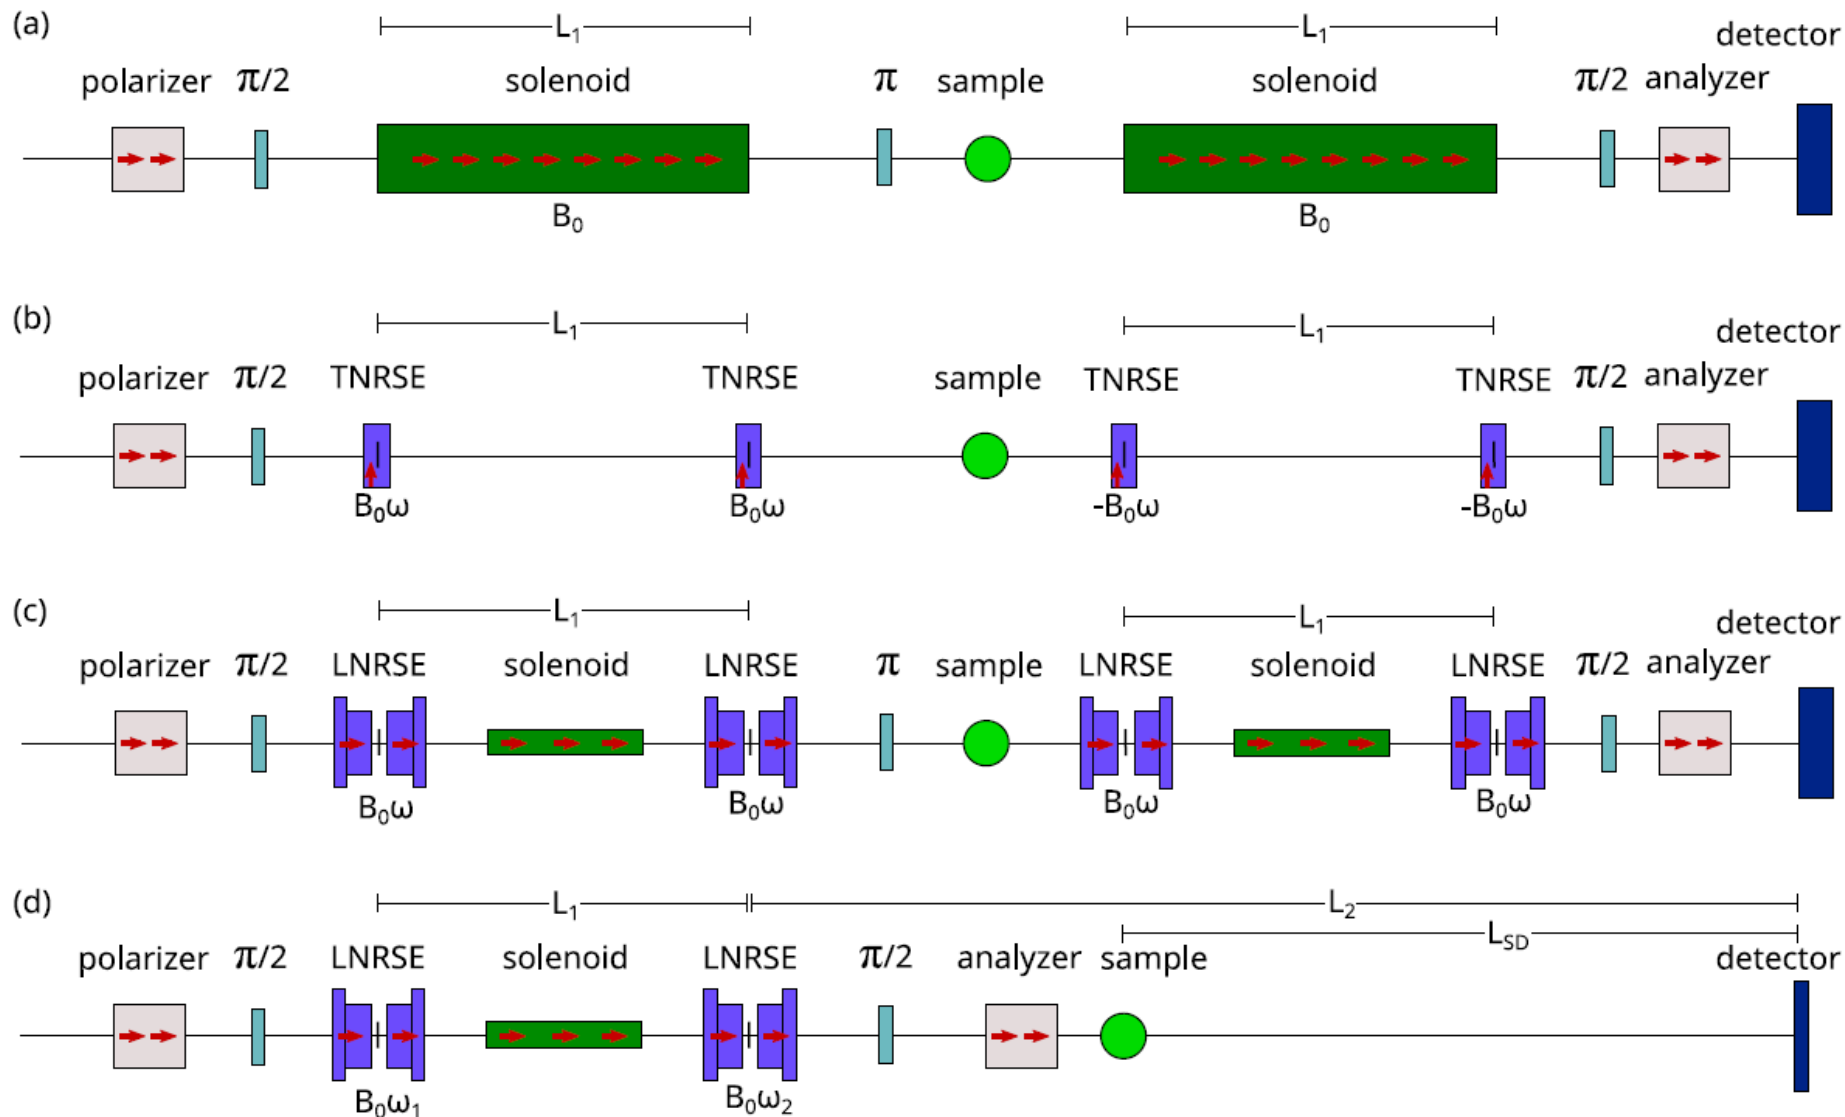 (a) L₁ L₁ detector
polarizer π/2 solenoid π sample solenoid π/2 analyzer
B₀ B₀
(b) L₁ L₁ detector
polarizer π/2 TNRSE TNRSE sample TNRSE TNRSE π/2 analyzer
B₀ω B₀ω -B₀ω -B₀ω
(c) L₁ L₁ detector
polarizer π/2 LNRSE solenoid LNRSE π sample LNRSE solenoid LNRSE π/2 analyzer
B₀ω B₀ω B₀ω B₀ω
(d) L₁ L₂
L_SD
polarizer π/2 LNRSE solenoid LNRSE π/2 analyzer sample detector
B₀ω₁ B₀ω₂